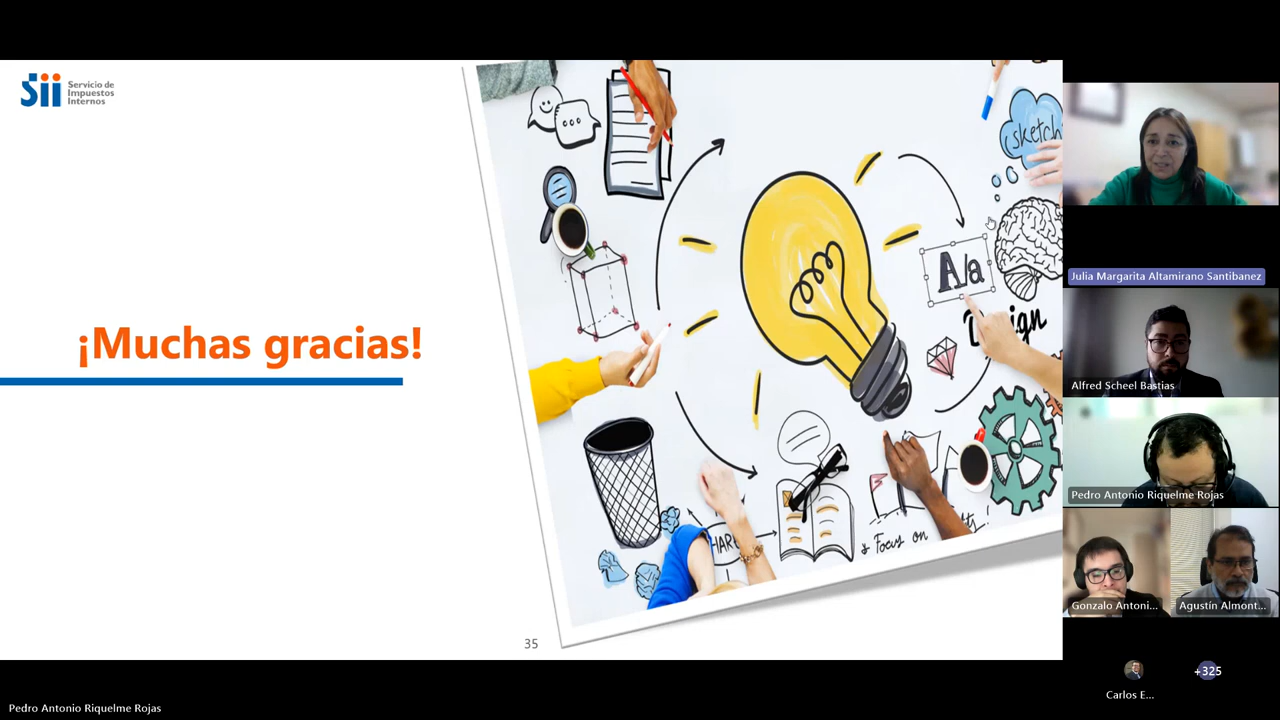 Sii
Servicio de
Impuestos
Internos
¡Muchas gracias!
sketch
A/a
Focus on
35
Julia Margarita Altamirano Santibanez
Alfred Scheel Bastias
Pedro Antonio Riquelme Rojas
Gonzalo Antoni...
Agustín Almont...
Carlos E...
+325
Pedro Antonio Riquelme Rojas